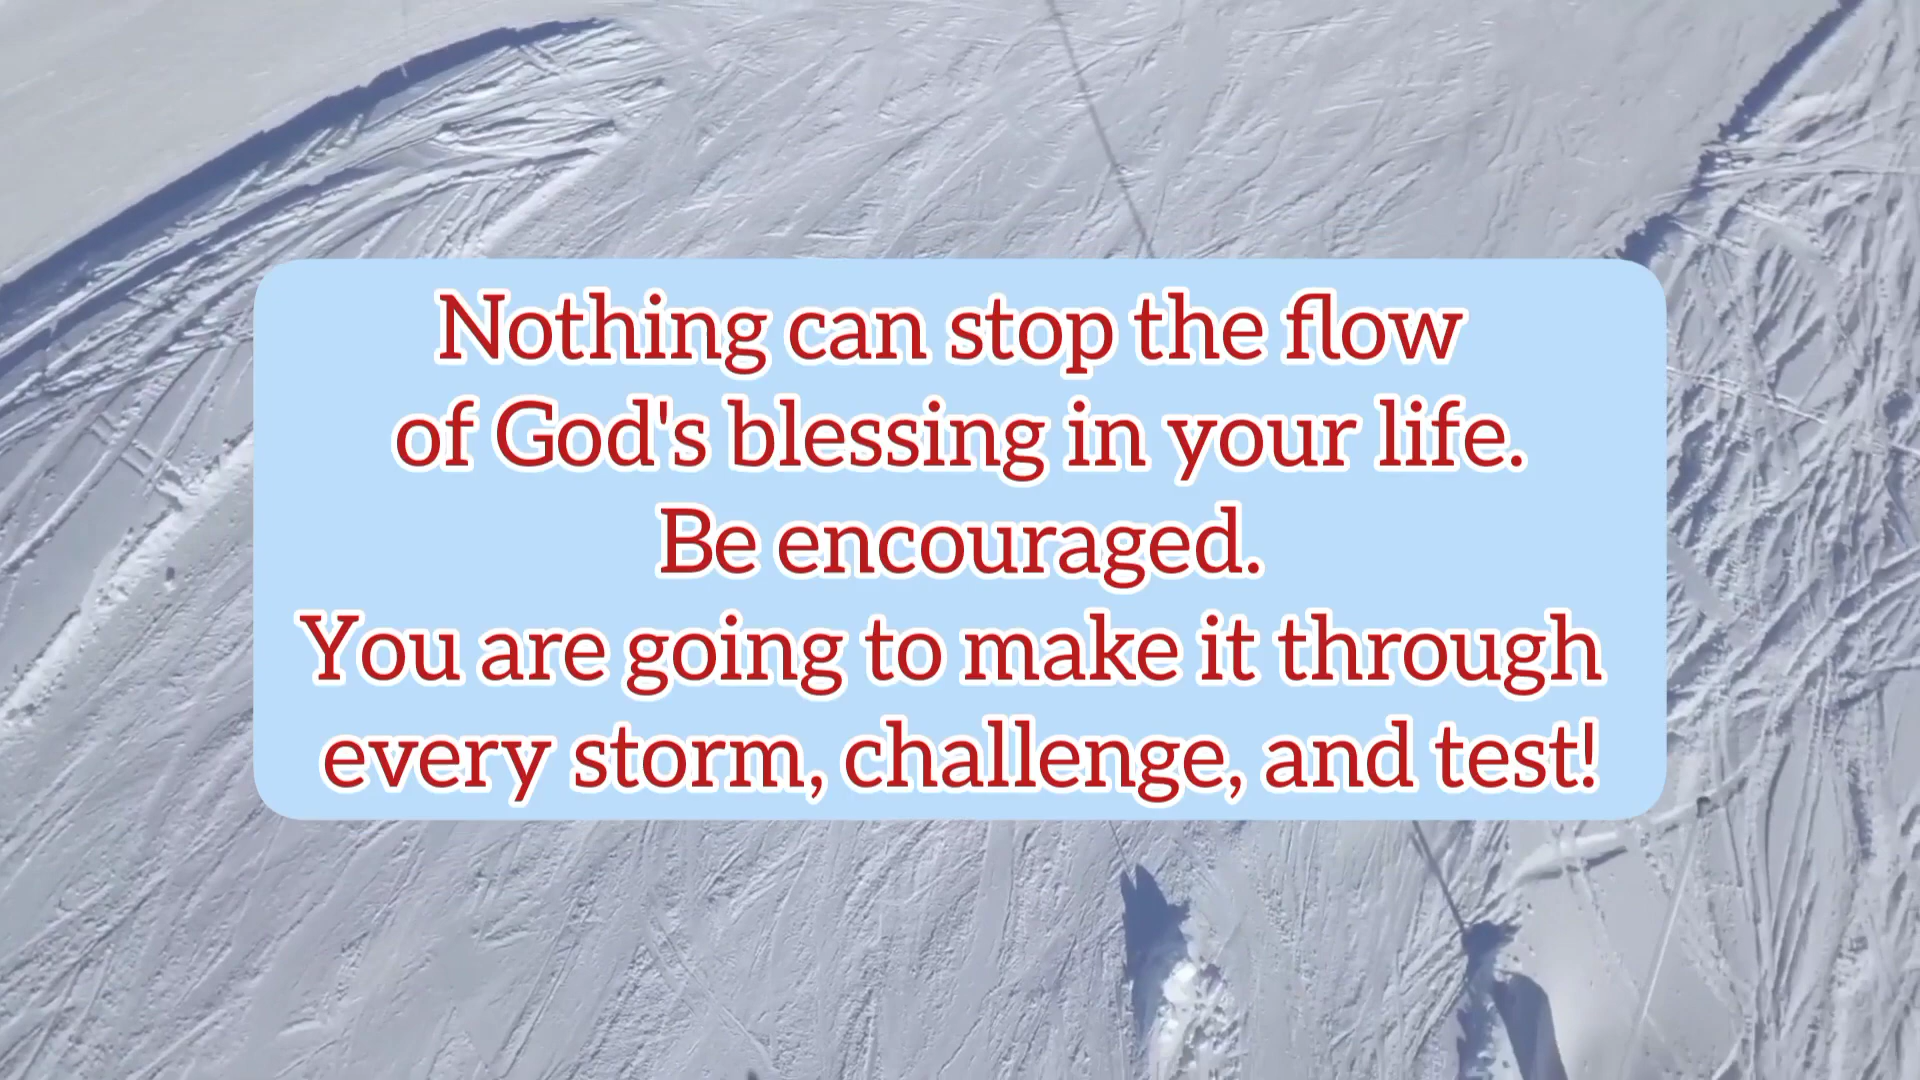 Nothing can stop the flow
of God's blessing in your life.
Be encouraged.
You are going to make it through
every storm, challenge, and test!